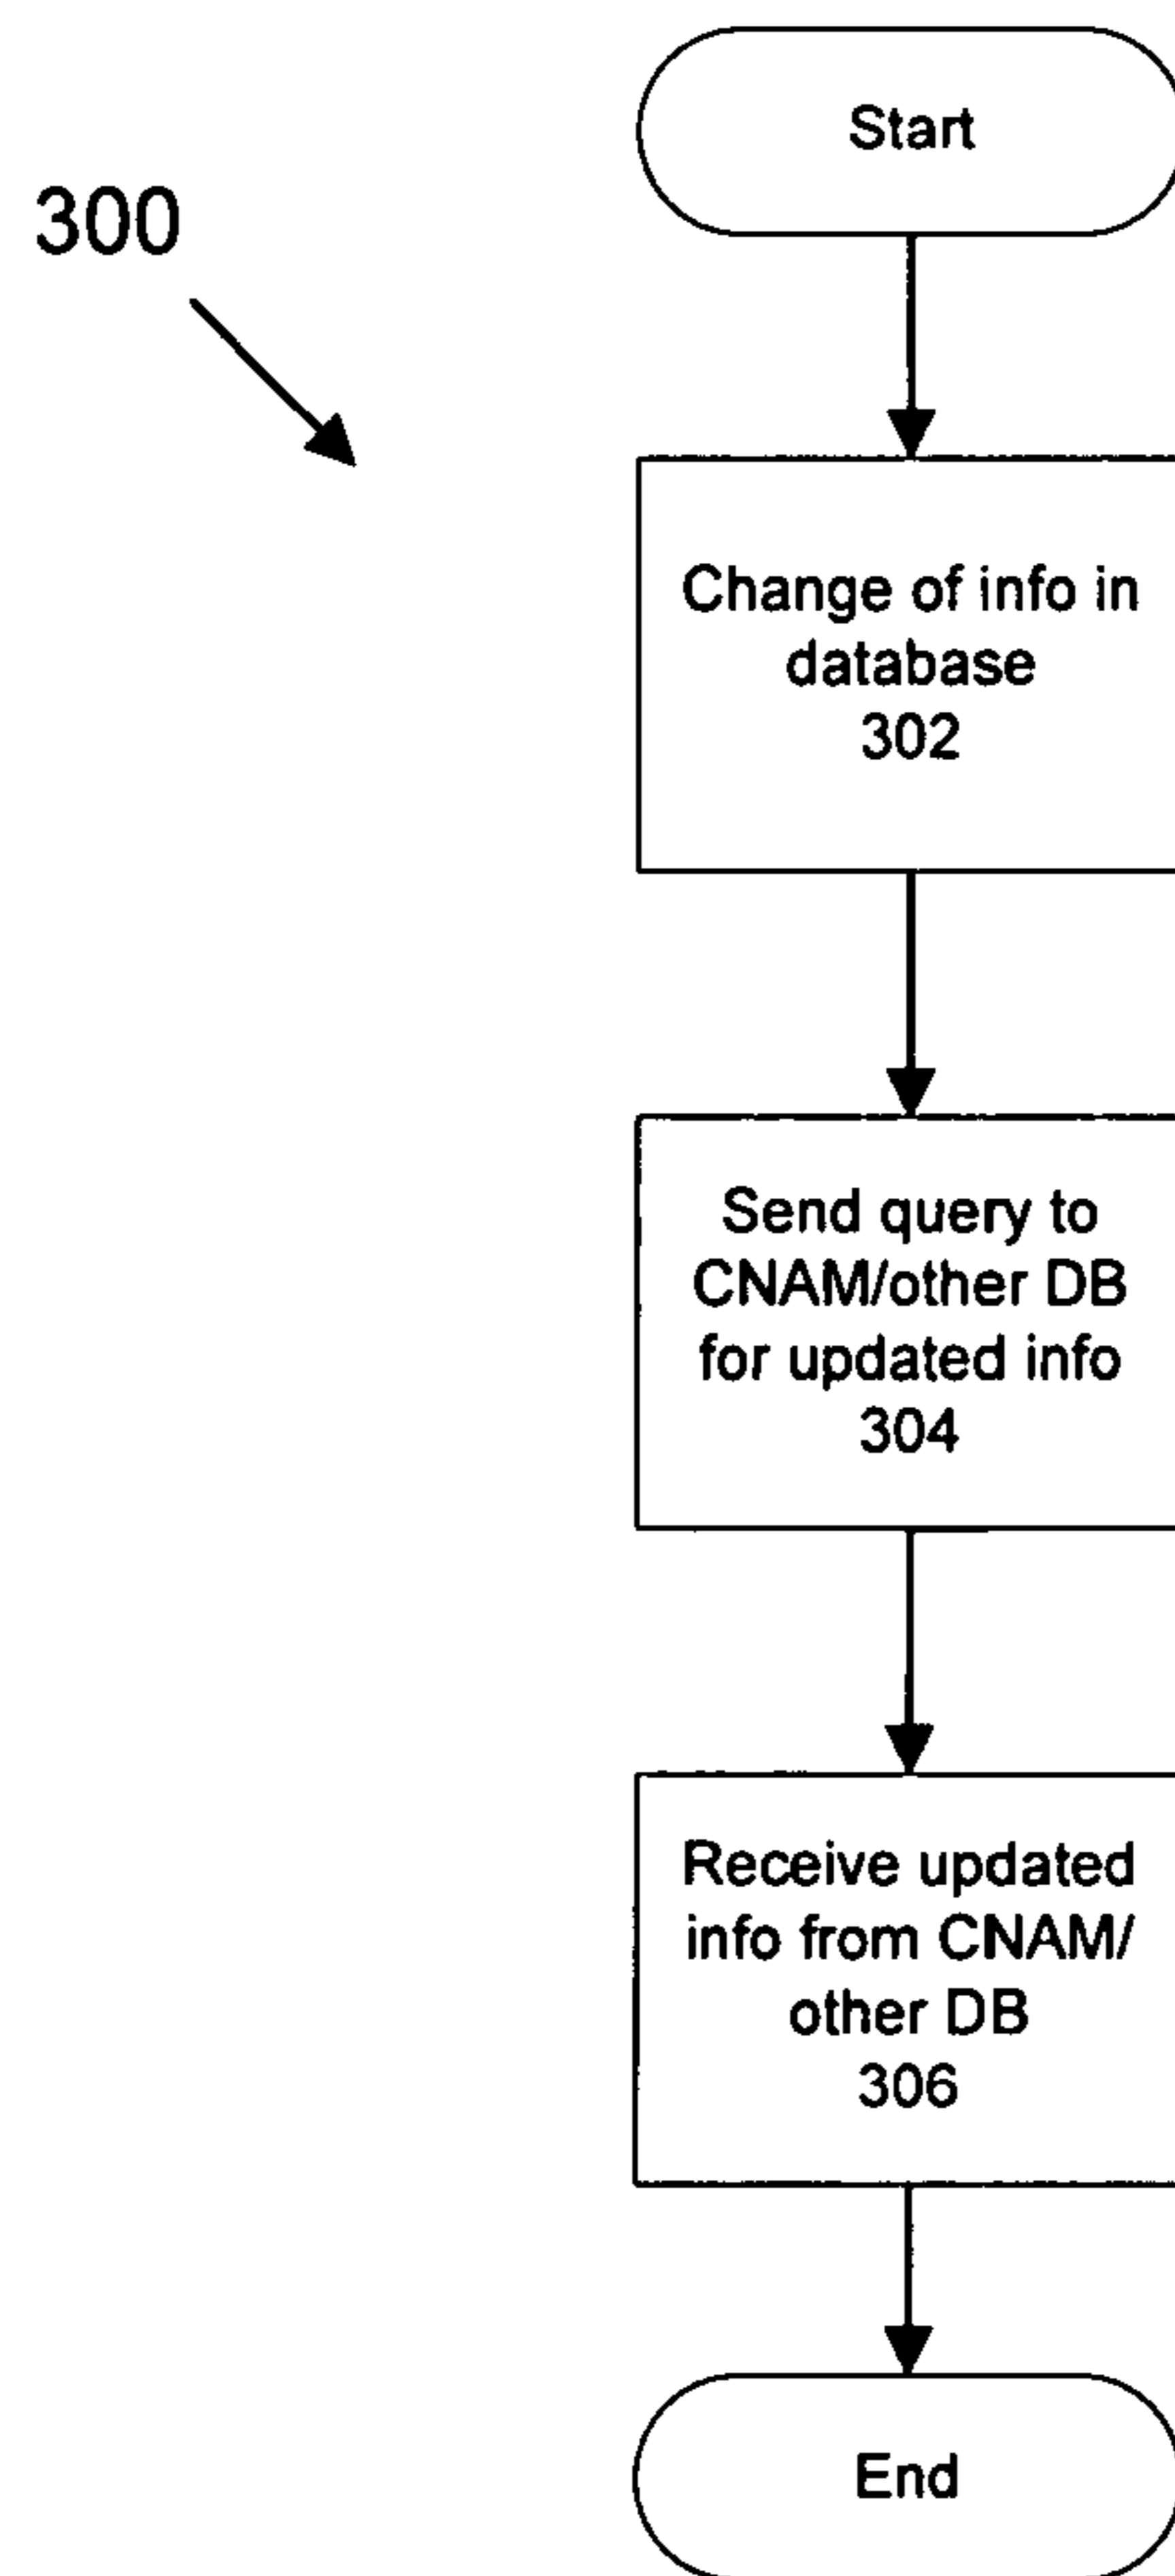 Start
300
Change of info in
database
302
Send query to
CNAM/other DB
for updated info
304
Receive updated
info from CNAM/
other DB
306
End